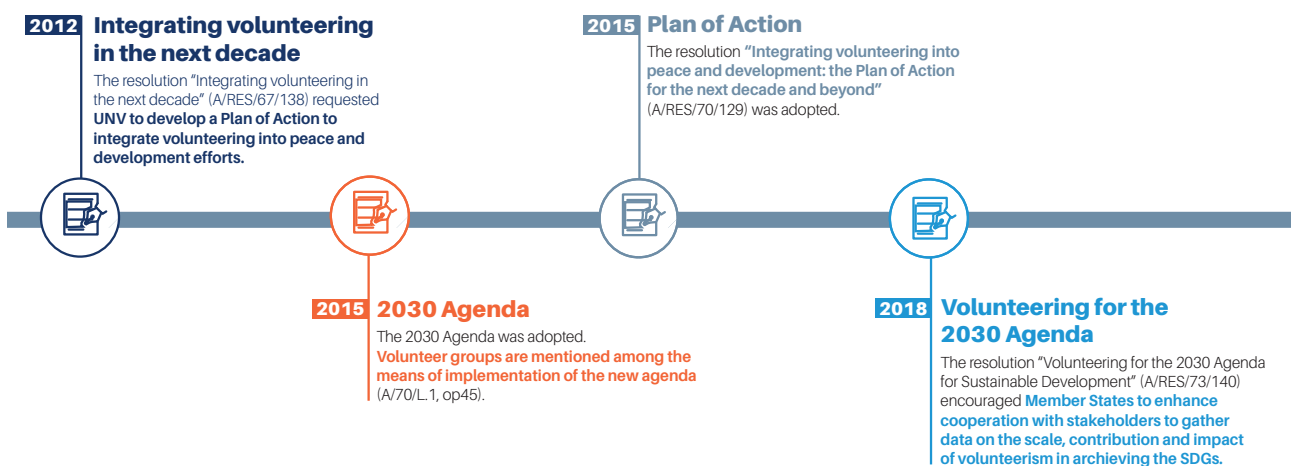 2012
Integrating volunteering
in the next decade
The resolution “Integrating volunteering in
the next decade” (A/RES/67/138) requested
UNV to develop a Plan of Action to
integrate volunteering into peace and
development efforts.
2015
2030 Agenda
The 2030 Agenda was adopted.
Volunteer groups are mentioned among the
means of implementation of the new agenda
(A/70/L.1, op45).
2015
Plan of Action
The resolution “Integrating volunteering into
peace and development: the Plan of Action
for the next decade and beyond”
(A/RES/70/129) was adopted.
2018
Volunteering for the
2030 Agenda
The resolution “Volunteering for the 2030 Agenda
for Sustainable Development” (A/RES/73/140)
encouraged Member States to enhance
cooperation with stakeholders to gather
data on the scale, contribution and impact
of volunteerism in archieving the SDGs.